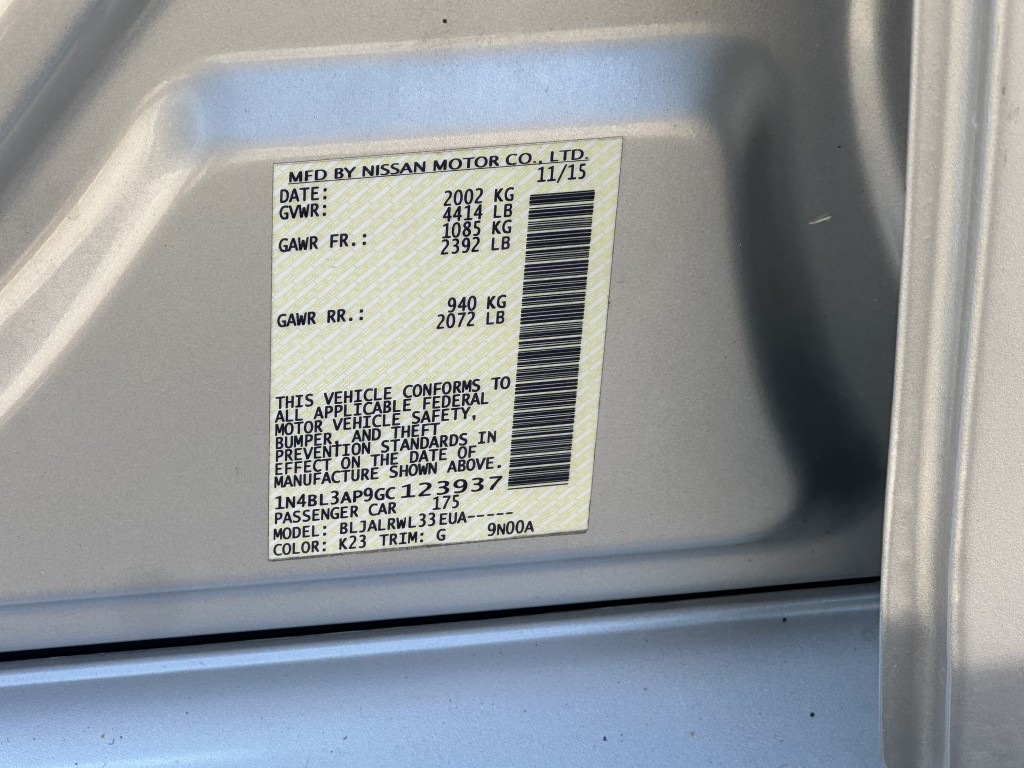 MFD BY NISSAN MOTOR CO., LTD.
DATE: 11/15
GVWR: 2002 KG
4414 LB
GAWR FR.: 1085 KG
2392 LB
GAWR RR.: 940 KG
2072 LB
THIS VEHICLE CONFORMS TO
ALL APPLICABLE FEDERAL
MOTOR VEHICLE SAFETY,
BUMPER, AND THEFT
PREVENTION STANDARDS IN
EFFECT ON THE DATE OF
MANUFACTURE SHOWN ABOVE.
1N4BL3AP9GC 123937
PASSENGER CAR 175
MODEL: BLJALRWL33EUA-----
COLOR: K23 TRIM: G 9N00A